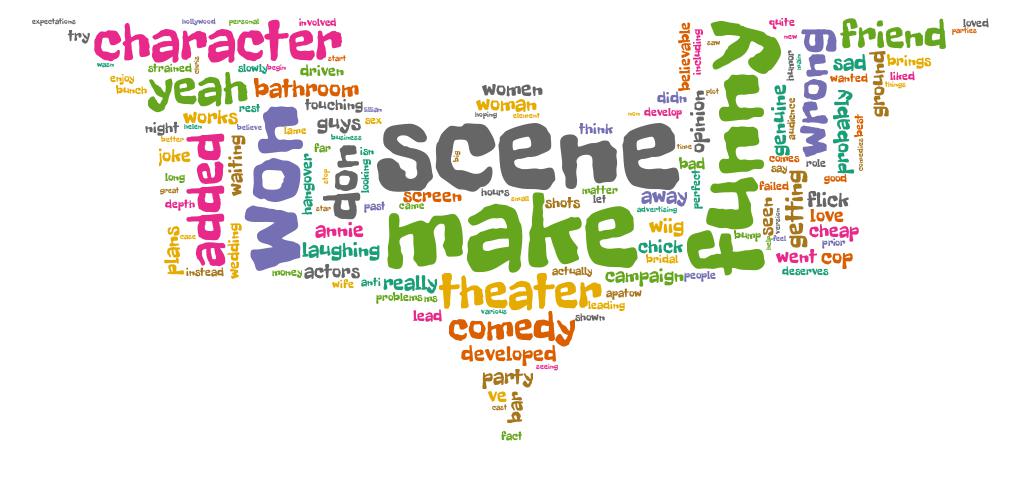 expectations
hollywood
personal
involved
try
character
start
wasn
strained
chris
slowly
begin
driven
enjoy
bunch
yeah
bathroom
works
rest
touching
jillian
night
helen
believe
lame
guys
sex
business
better
joke
added
waiting
won
hangover
far
don
isn
looking
stop
long
great
depth
star
past
plans
case
wedding
annie
laughing
instead
money
actors
wife
women
woman
hoping
element
think
scene
big
time
screen
hours
small
matter
let
came
shots
away
advertising
make
wiig
chick
bridal
anti
really
actually
campaign
people
problems
ms
theater
apatow
leading
lead
various
comedy
shown
developed
seeing
party
ve
cast
bar
fact
didn
develop
mom
believable
including
saw
plot
opinion
bad
perfect
funny
bump
quite
new
humor
main
wrong
genuine
audience
role
comes
say
failed
getting
seen
version
help
feel
friend
loved
parties
sad
wanted
brings
liked
things
ground
probably
best
comedies
good
flick
love
cheap
prior
went
cop
deserves